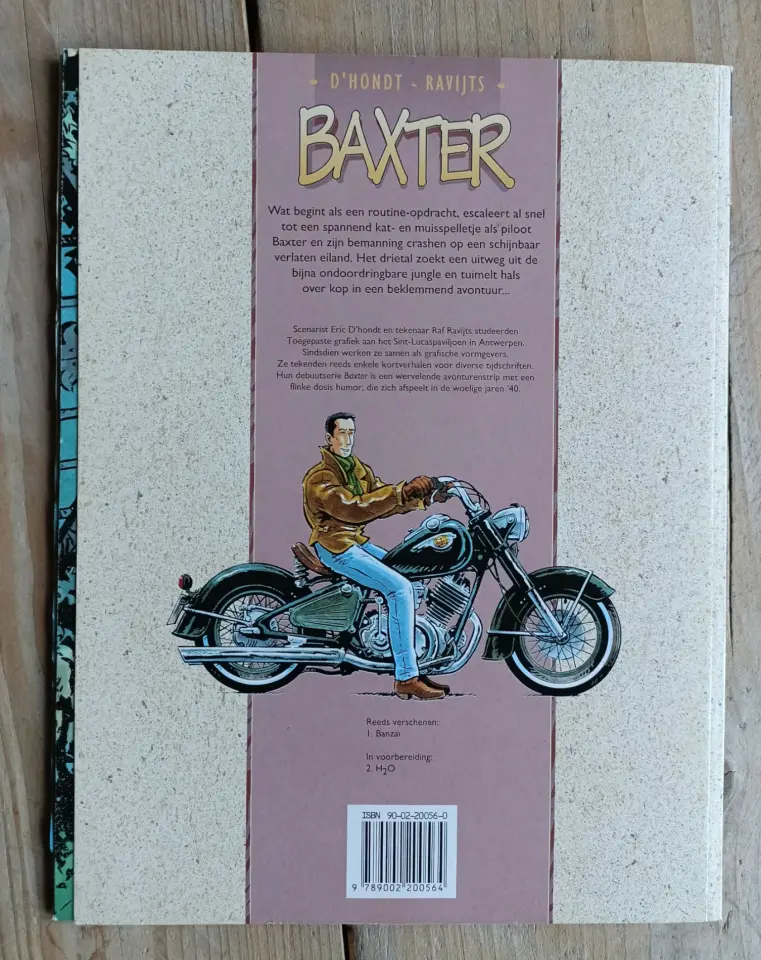 • D'HONDT - RAVIJTS •
BAXTER
Wat begint als een routine-opdracht, escaleert al snel
tot een spannend kat- en muisspelletje als piloot
Baxter en zijn bemanning crashen op een schijnbaar
verlaten eiland. Het drietal zoekt een uitweg uit de
bijna ondoordringbare jungle en tuimelt hals
over kop in een beklemmend avontuur...
Scenarist Eric D'hondt en tekenaar Raf Ravijts studeerden
Toegepaste grafiek aan het Sint-Lucaspaviljoen in Antwerpen.
Sindsdien werken ze samen als grafische vormgevers.
Ze tekenden reeds enkele kortverhalen voor diverse tijdschriften.
Hun debuutserie Baxter is een wervelende avonturenstrip met een
flinke dosis humor, die zich afspeelt in de woelige jaren '40.
Reeds verschenen:
1. Banzaï
In voorbereiding:
2. H2O
ISBN 90-02-20056-0
9 789002 200564